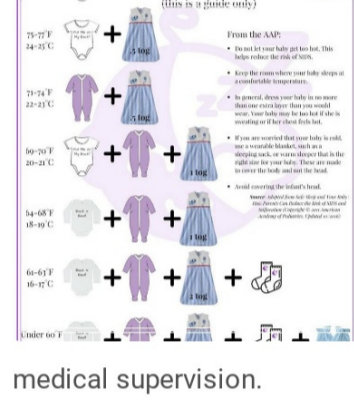 (this is a guide only)
75-77°F
24-25°C
.5 tog
71-74°F
22-23°C
.5 tog
69-70°F
20-21°C
1 tog
64-68°F
18-19°C
1 tog
61-63°F
16-17°C
2 tog
Under 60°F
From the AAP:
• Do not let your baby get too hot. This
helps reduce the risk of SIDS.
• Keep the room where your baby sleeps at
a comfortable temperature.
• In general, dress your baby in no more
than one extra layer than you would
wear. Your baby may be too hot if she is
sweating or if her chest feels hot.
• If you are worried that your baby is cold,
use a wearable blanket, such as a
sleeping sack, or warm sleeper that is the
right size for your baby. These are made
to cover the body and not the head.
• Avoid covering the infant's head.
medical supervision.